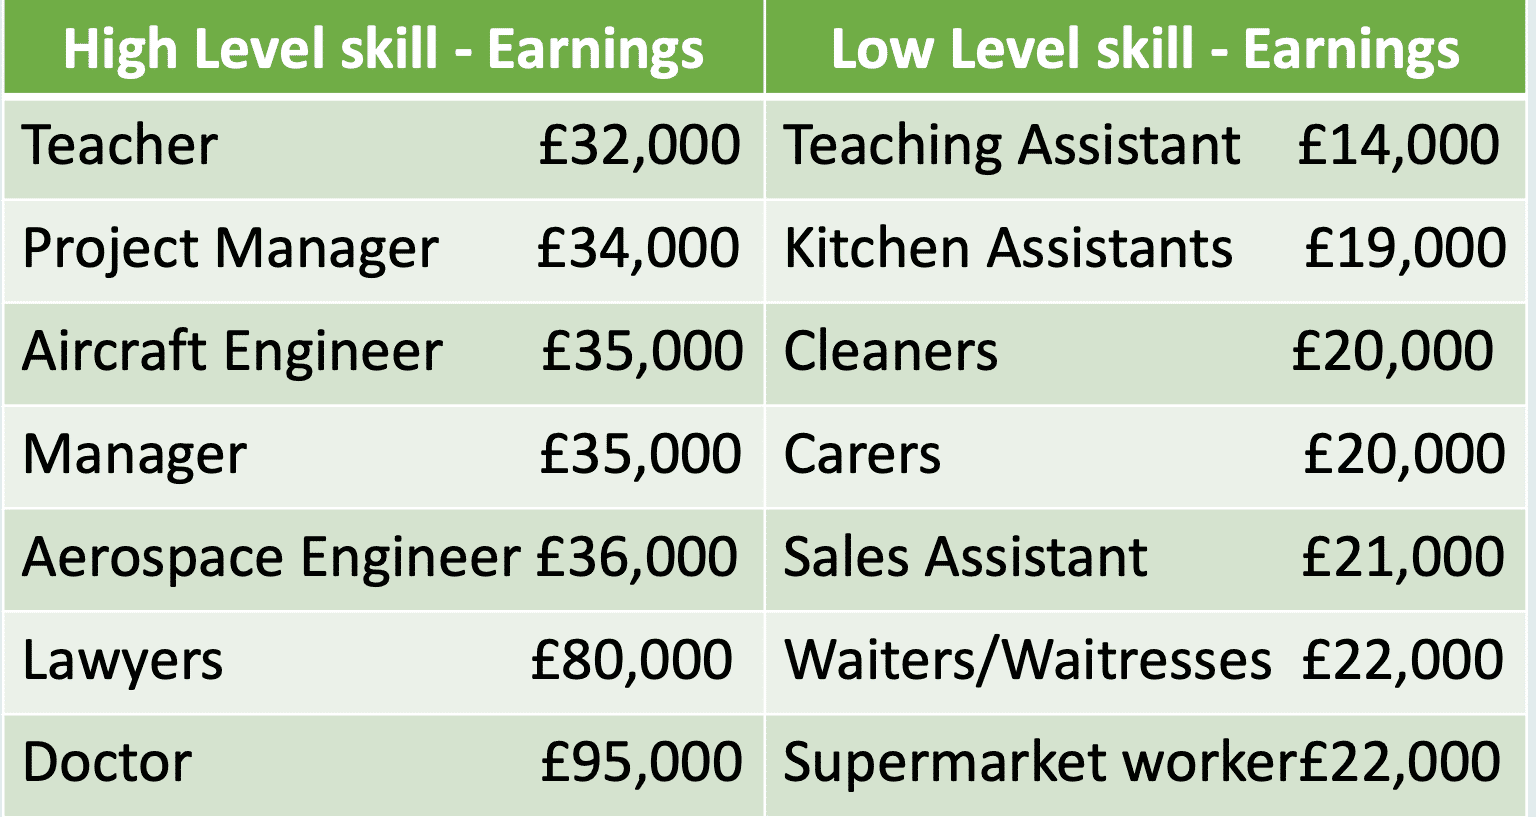 High Level skill - Earnings Low Level skill - Earnings
Teacher £32,000 Teaching Assistant £14,000
Project Manager £34,000 Kitchen Assistants £19,000
Aircraft Engineer £35,000 Cleaners £20,000
Manager £35,000 Carers £20,000
Aerospace Engineer £36,000 Sales Assistant £21,000
Lawyers £80,000 Waiters/Waitresses £22,000
Doctor £95,000 Supermarket worker£22,000